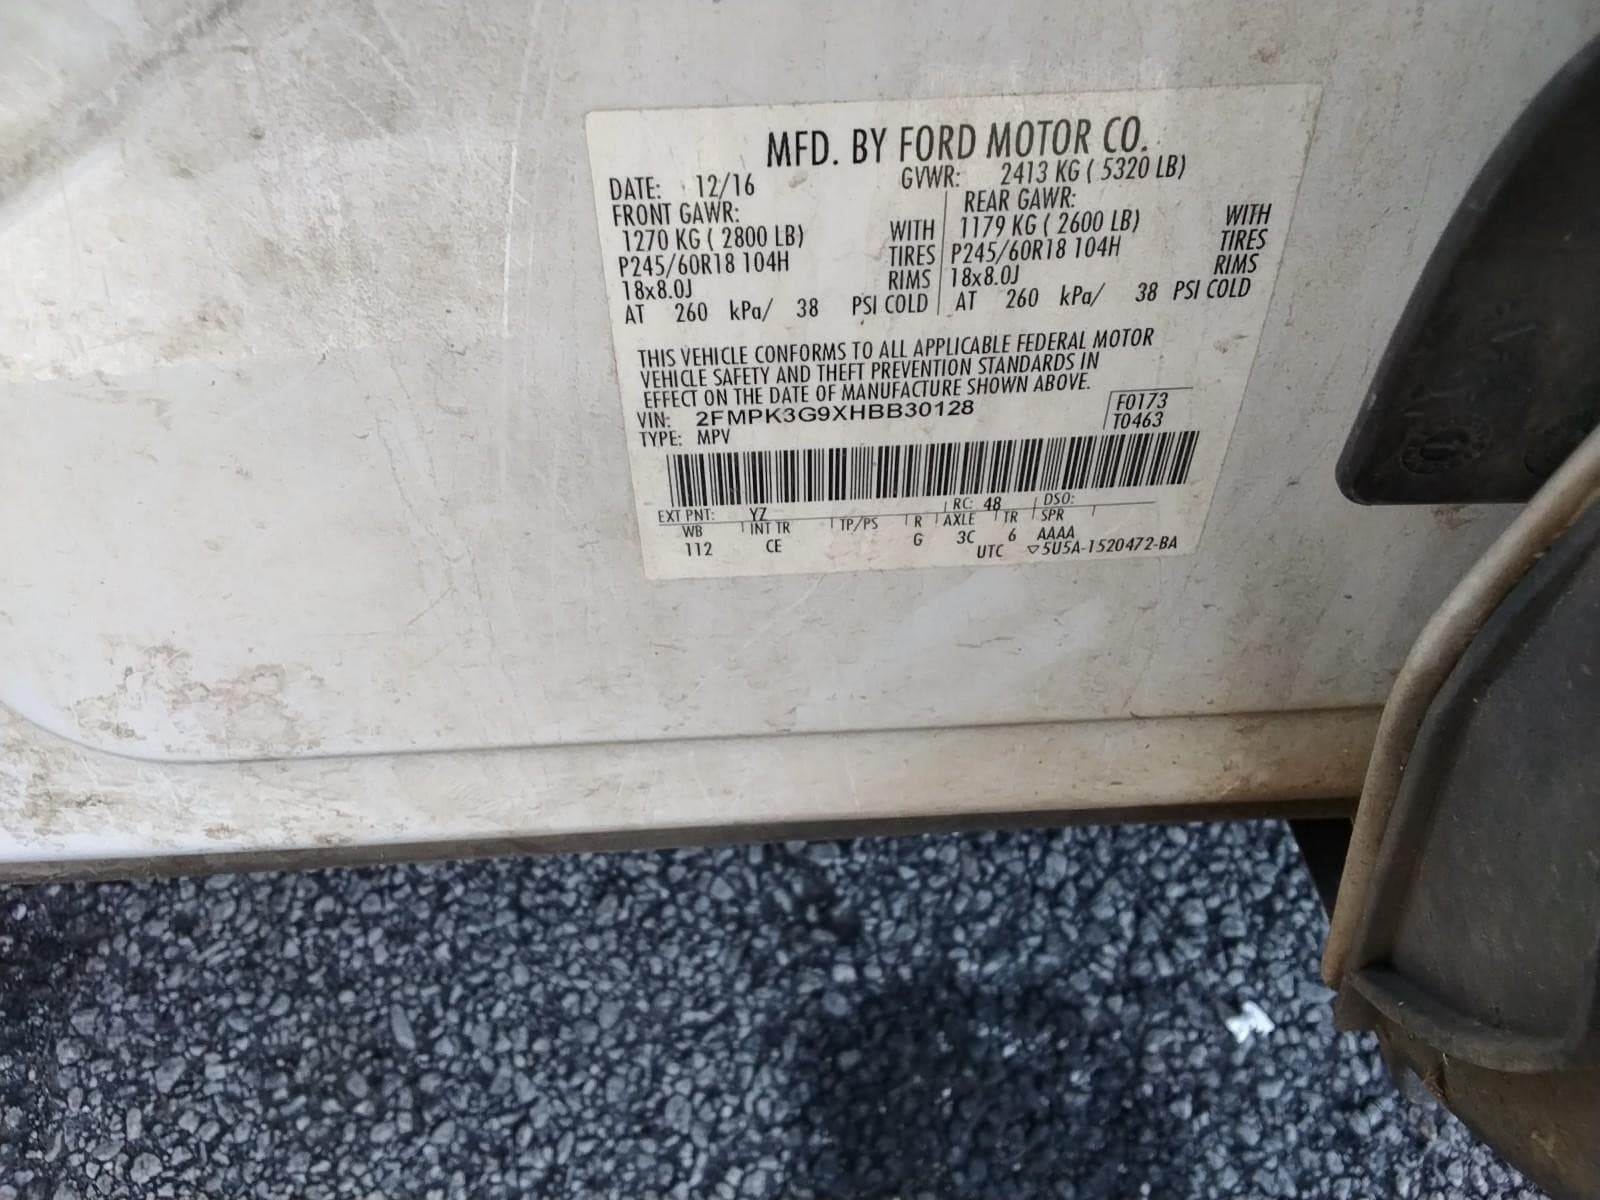 MFD. BY FORD MOTOR CO.
DATE: 12/16 GVWR: 2413 KG ( 5320 LB)
FRONT GAWR: REAR GAWR:
1270 KG ( 2800 LB) WITH 1179 KG ( 2600 LB) WITH
P245/60R18 104H TIRES P245/60R18 104H TIRES
18x8.0J RIMS 18x8.0J RIMS
AT 260 kPa/ 38 PSI COLD AT 260 kPa/ 38 PSI COLD
THIS VEHICLE CONFORMS TO ALL APPLICABLE FEDERAL MOTOR
VEHICLE SAFETY AND THEFT PREVENTION STANDARDS IN
EFFECT ON THE DATE OF MANUFACTURE SHOWN ABOVE.
VIN: 2FMPK3G9XHBB30128 F0173
TYPE: MPV T0463
EXT PNT: YZ RC: 48 DSO:
WB INT TR TP/PS R AXLE TR SPR
112 CE G 3C 6 AAAA
UTC ▽5U5A-1520472-BA